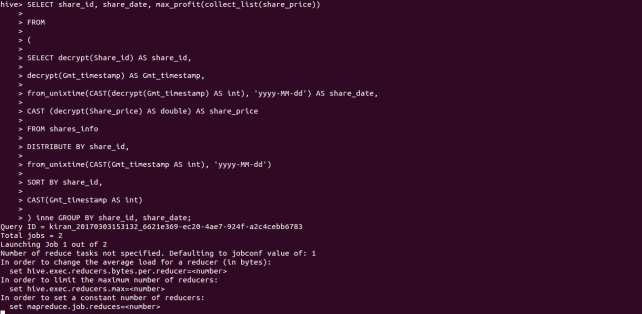 hive> SELECT share_id, share_date, max_profit(collect_list(share_price))
>
> FROM
>
> (
>
> SELECT decrypt(Share_id) AS share_id,
>
> decrypt(Gmt_timestamp) AS Gmt_timestamp,
>
> from_unixtime(CAST(decrypt(Gmt_timestamp) AS int), 'yyyy-MM-dd') AS share_date,
>
> CAST (decrypt(Share_price) AS double) AS share_price
>
> FROM shares_info
>
> DISTRIBUTE BY share_id,
>
> from_unixtime(CAST(Gmt_timestamp AS int), 'yyyy-MM-dd')
>
> SORT BY share_id,
>
> CAST(Gmt_timestamp AS int)
>
> ) inne GROUP BY share_id, share_date;
Query ID = kiran_20170303153132_6621e369-ec20-4ae7-924f-a2c4cebb6783
Total jobs = 2
Launching Job 1 out of 2
Number of reduce tasks not specified. Defaulting to jobconf value of: 1
In order to change the average load for a reducer (in bytes):
set hive.exec.reducers.bytes.per.reducer=<number>
In order to limit the maximum number of reducers:
set hive.exec.reducers.max=<number>
In order to set a constant number of reducers:
set mapreduce.job.reduces=<number>